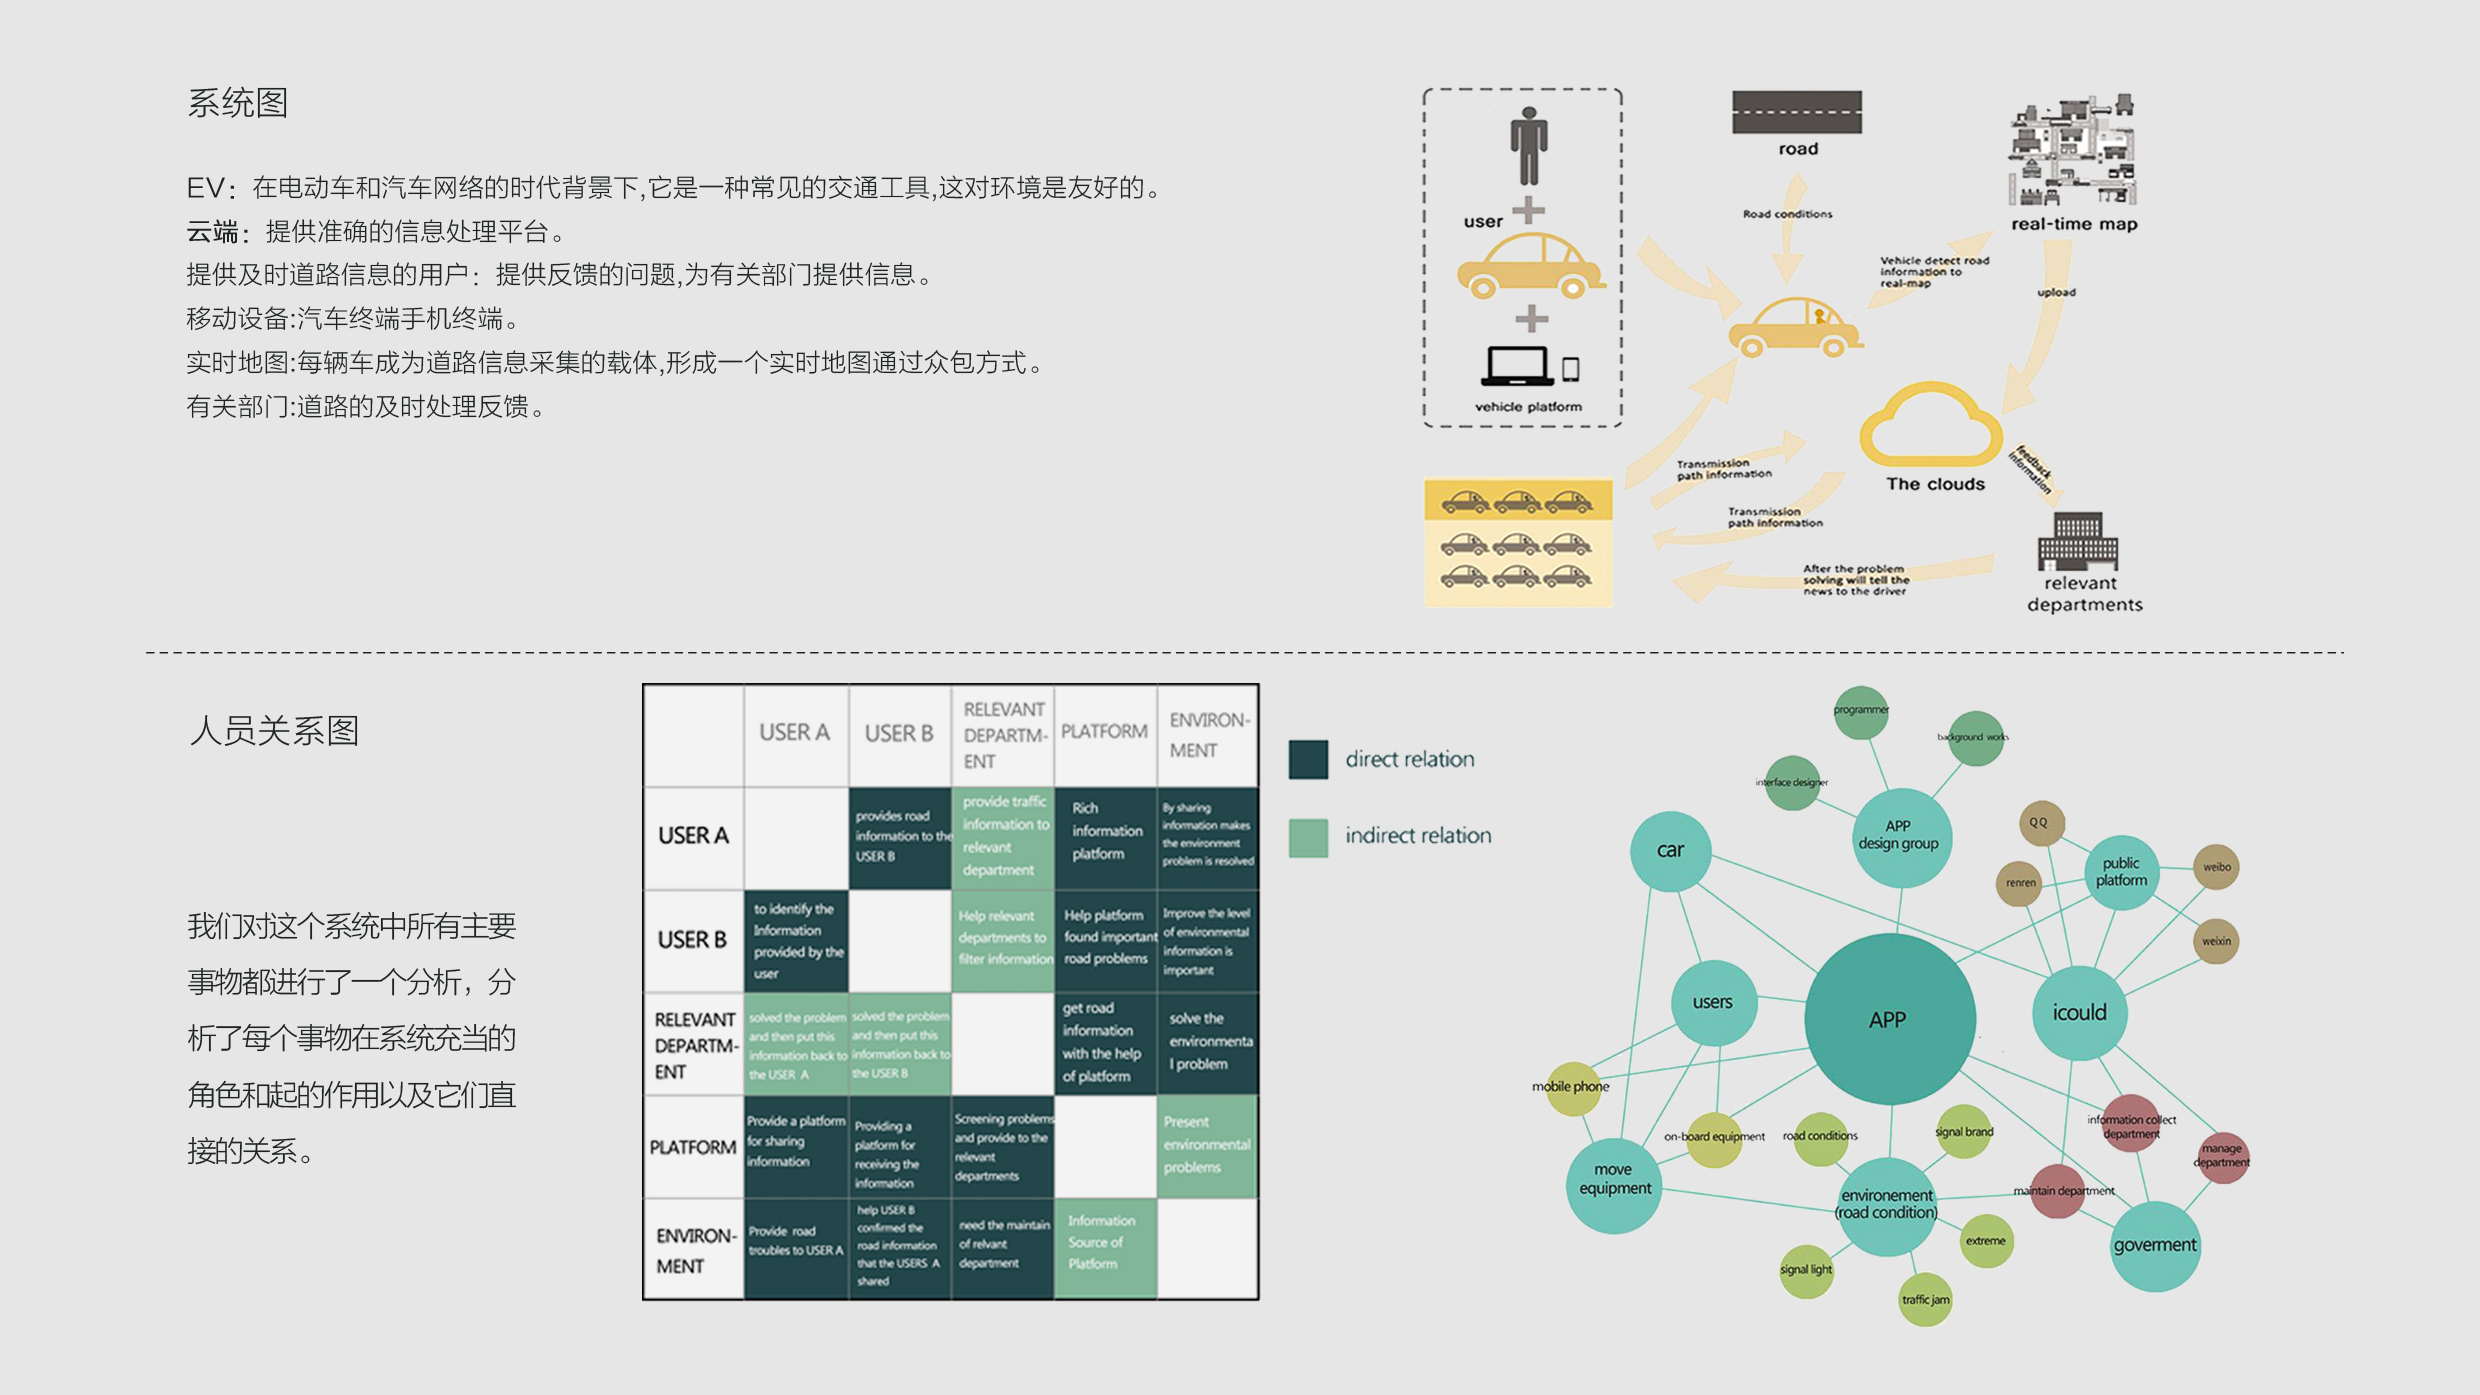 系统图
EV：在电动车和汽车网络的时代背景下,它是一种常见的交通工具,这对环境是友好的。
云端：提供准确的信息处理平台。
提供及时道路信息的用户：提供反馈的问题,为有关部门提供信息。
移动设备:汽车终端手机终端。
实时地图:每辆车成为道路信息采集的载体,形成一个实时地图通过众包方式。
有关部门:道路的及时处理反馈。
user
vehicle platform
road
Road conditions
real-time map
Vehicle detect road
information to
real-map
upload
The clouds
feedback
information
Transmission
path information
Transmission
path information
After the problem
solving will tell the
news to the driver
relevant
departments
人员关系图
我们对这个系统中所有主要
事物都进行了一个分析，分
析了每个事物在系统充当的
角色和起的作用以及它们直
接的关系。
USER A
USER B
RELEVANT
DEPARTM-
ENT
PLATFORM
ENVIRON-
MENT
USER A
provides road
information to the
USER B
provide traffic
information to
relevant
department
Rich
information
platform
By sharing
information makes
the environment
problem is resolved
USER B
to identify the
Information
provided by the
user
Help relevant
departments to
filter information
Help platform
found important
road problems
Improve the level
of environmental
information is
important
RELEVANT
DEPARTM-
ENT
solved the problem
and then put this
information back to
the USER A
solved the problem
and then put this
information back to
the USER B
get road
information
with the help
of platform
solve the
environmenta
l problem
PLATFORM
Provide a platform
for sharing
information
Providing a
platform for
receiving the
information
Screening problems
and provide to the
relevant
departments
Present
environmental
problems
ENVIRON-
MENT
Provide road
troubles to USER A
help USER B
confirmed the
road information
that the USERS A
shared
need the maintain
of relvant
department
Information
Source of
Platform
direct relation
indirect relation
programmer
background works
interface designer
APP
design group
car
QQ
public
platform
weibo
renren
weixin
users
APP
icould
mobile phone
on-board equipment
road conditions
signal brand
information collect
department
manage
department
move
equipment
environement
(road condition)
maintain department
extreme
goverment
signal light
traffic jam